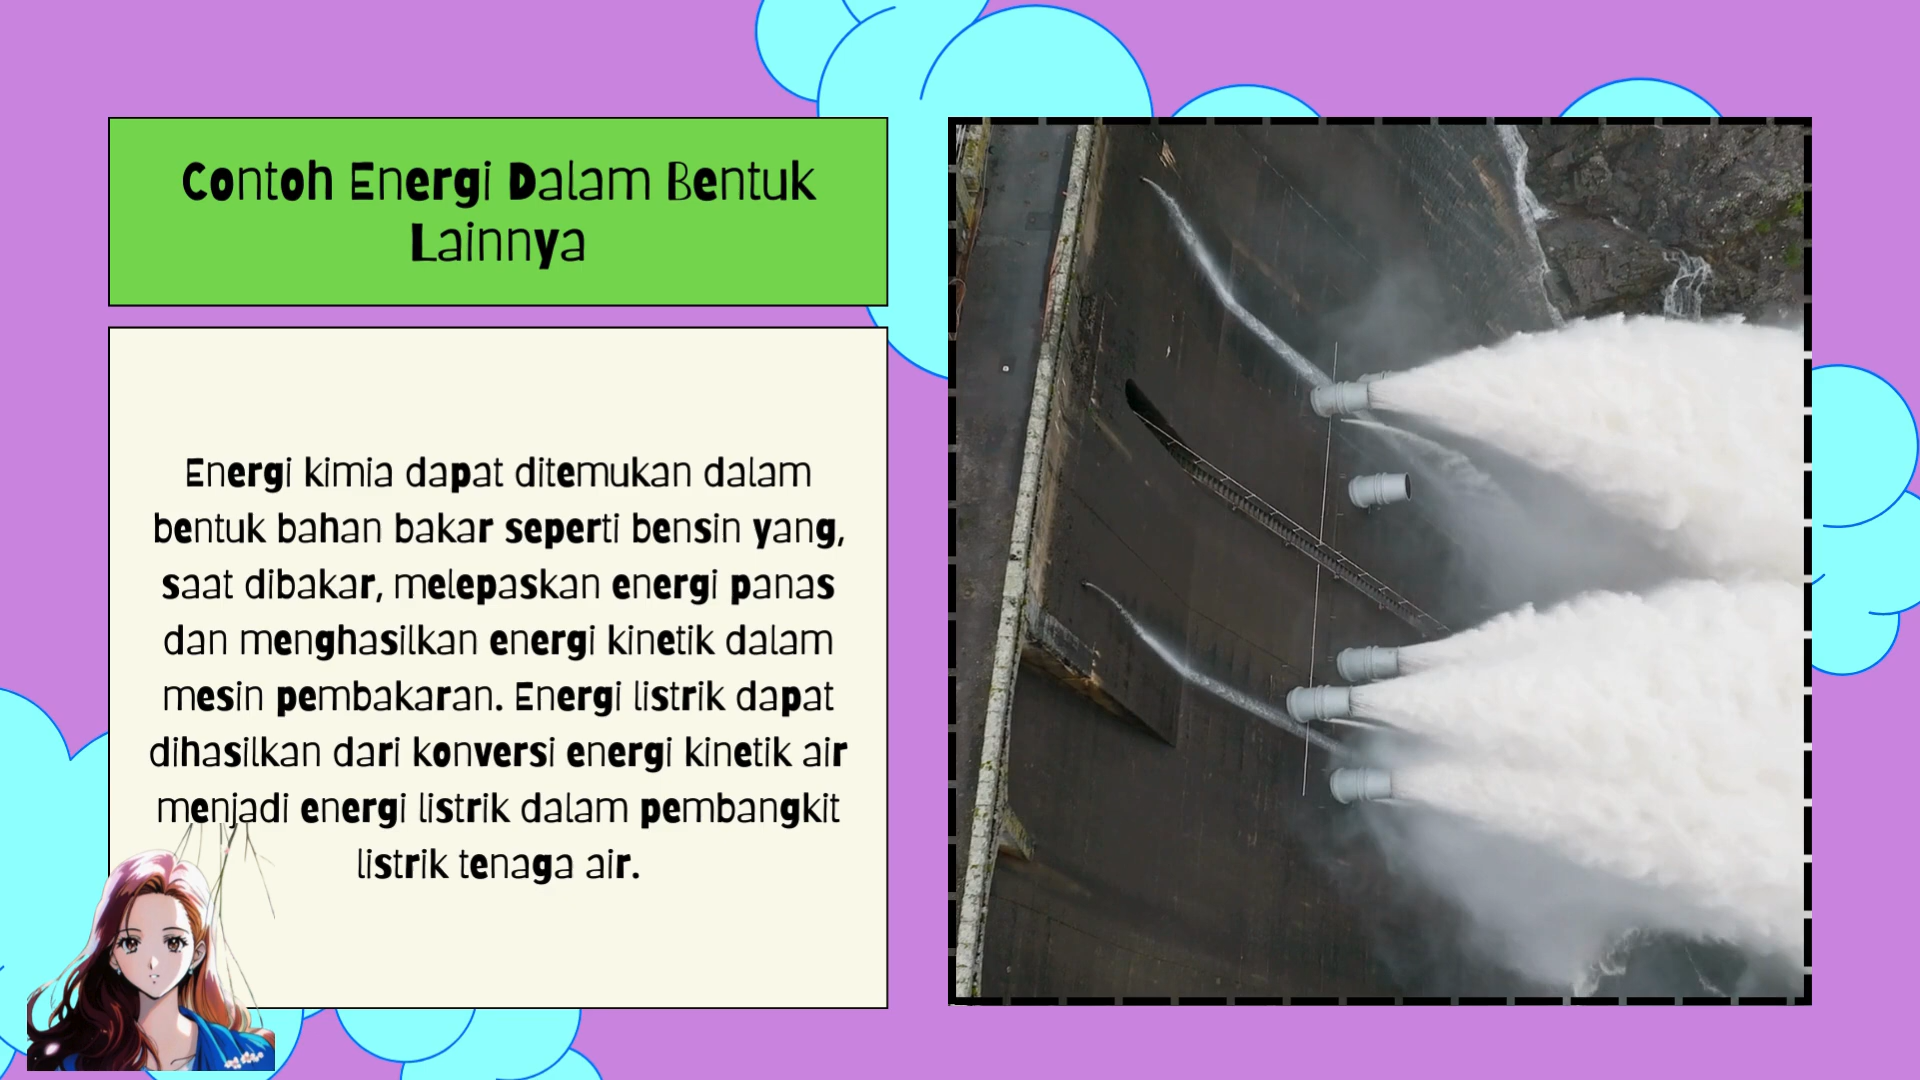 Contoh Energi Dalam Bentuk
Lainnya
Energi kimia dapat ditemukan dalam
bentuk bahan bakar seperti bensin yang,
saat dibakar, melepaskan energi panas
dan menghasilkan energi kinetik dalam
mesin pembakaran. Energi listrik dapat
dihasilkan dari konversi energi kinetik air
menjadi energi listrik dalam pembangkit
listrik tenaga air.